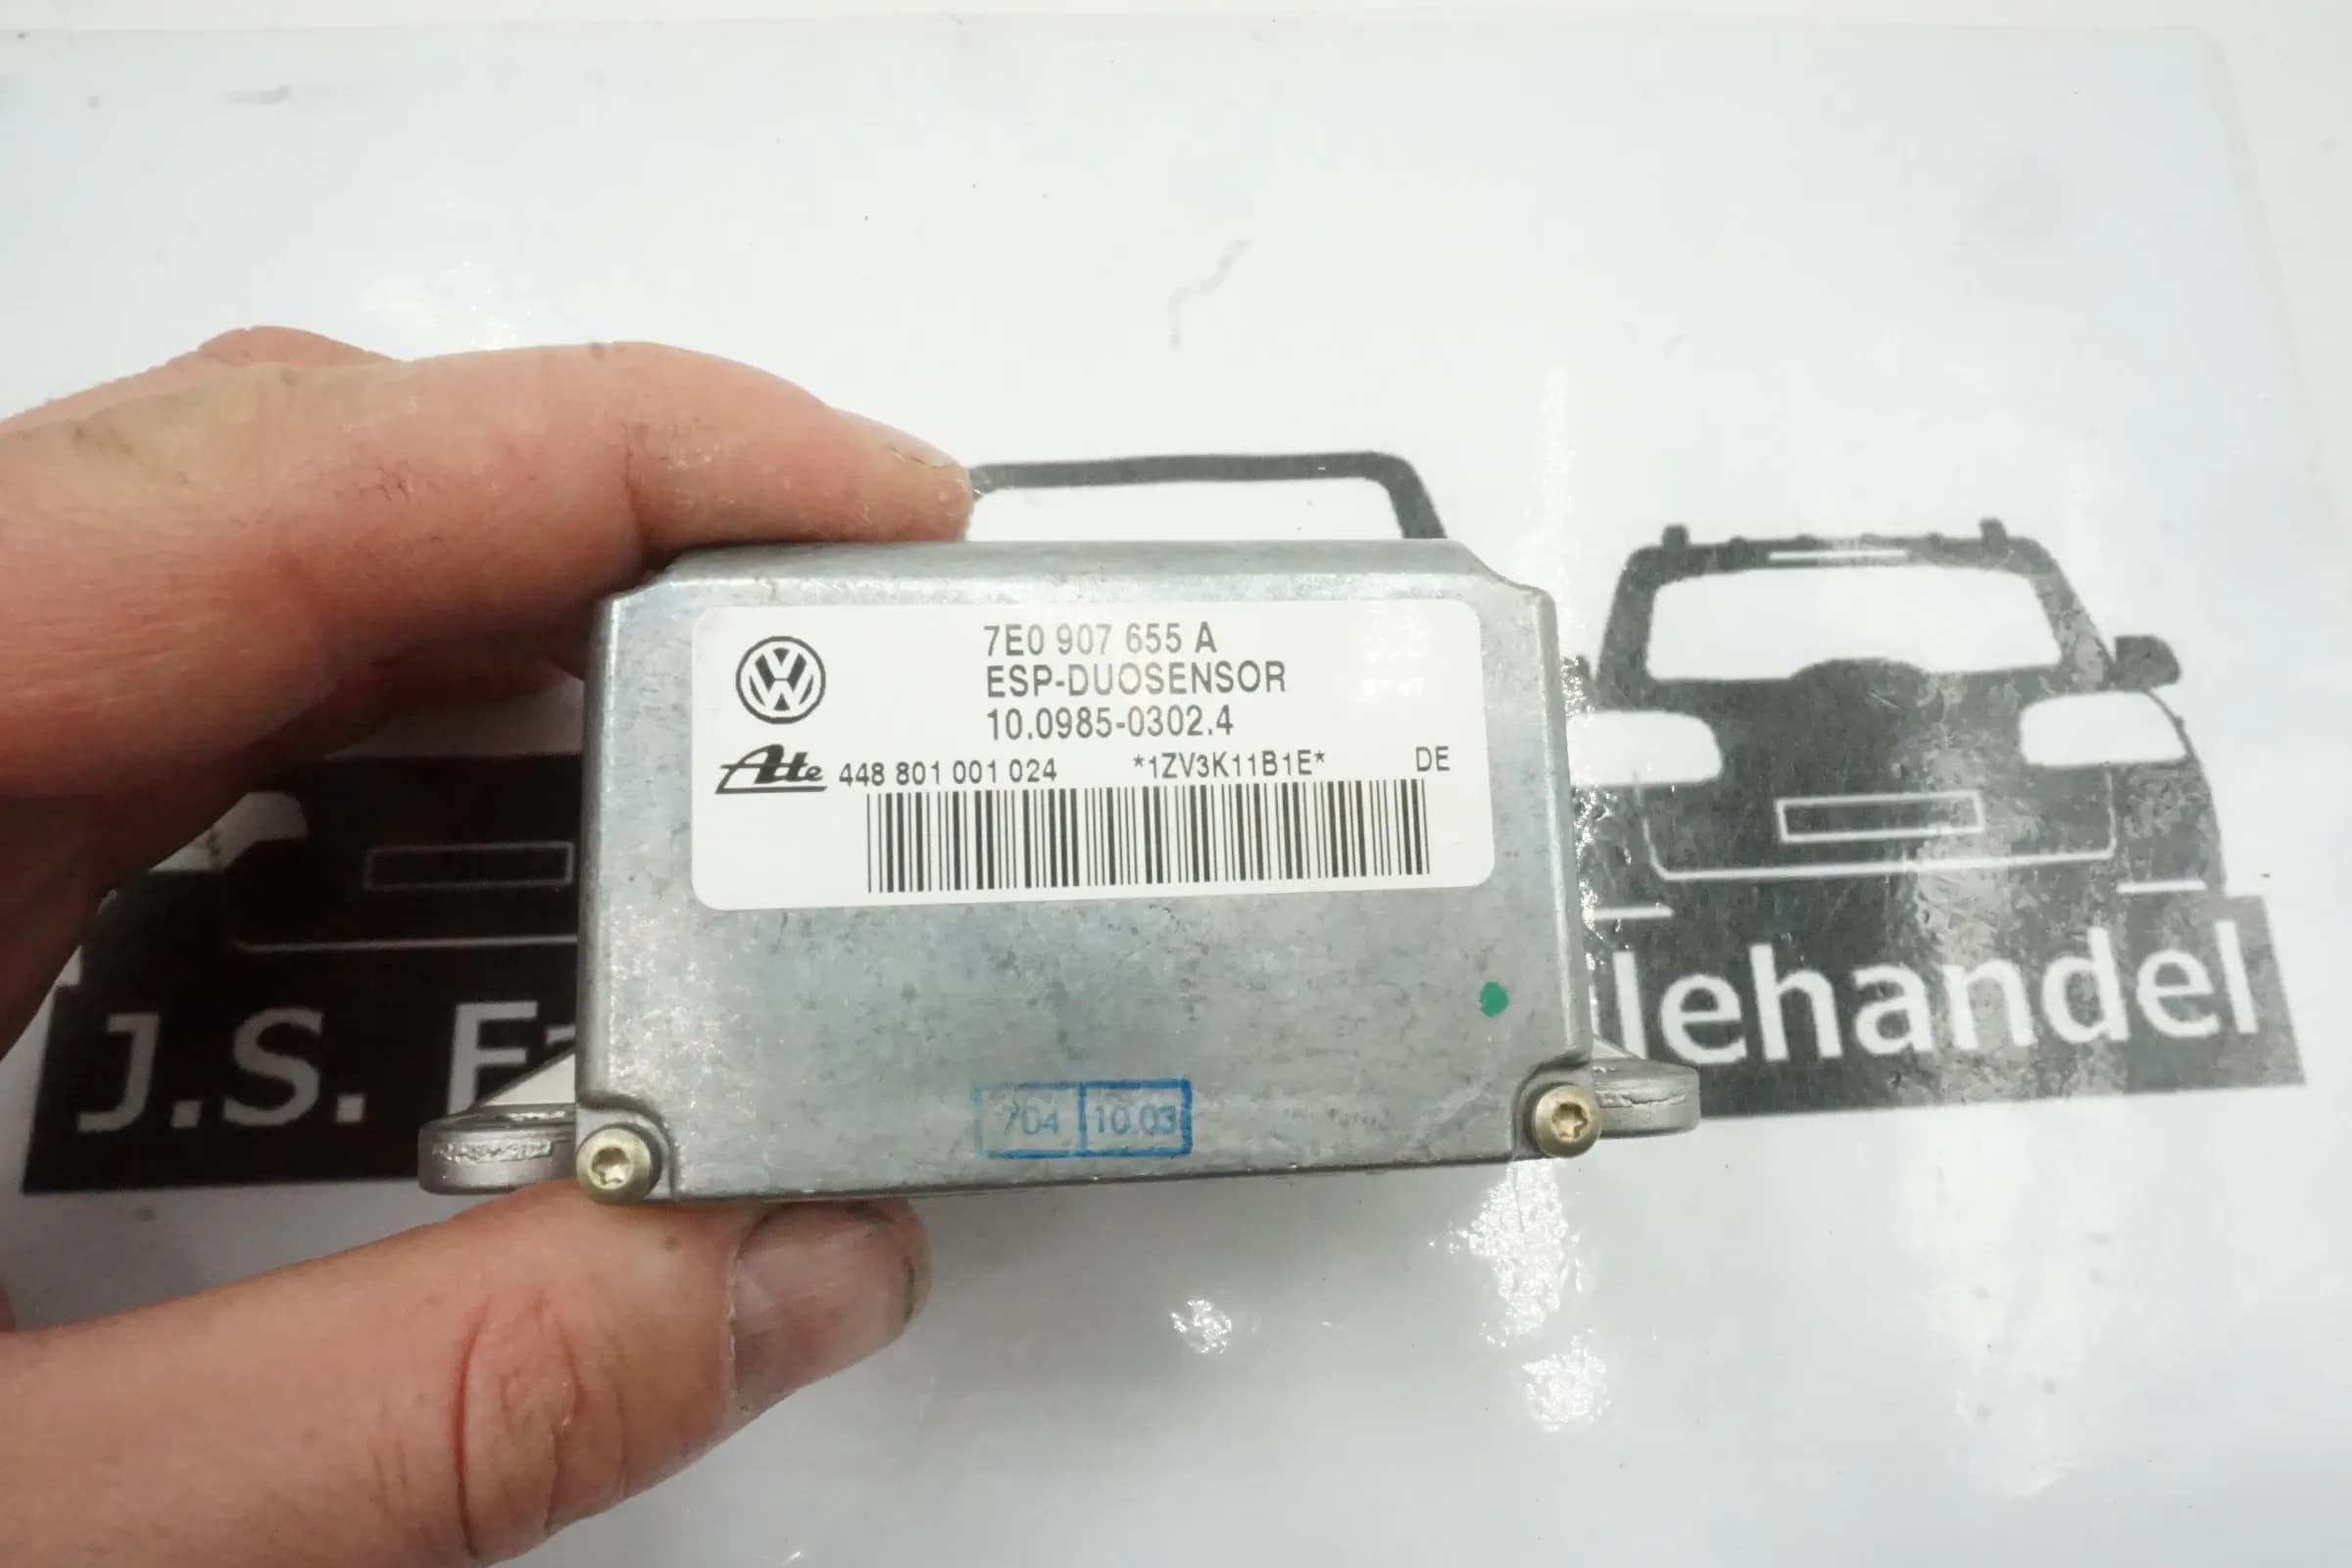 7E0 907 655 A
ESP-DUOSENSOR
10.0985-0302.4
Ate 448 801 001 024 *1ZV3K11B1E* DE
J.S. Fa lehandel
704 10.03